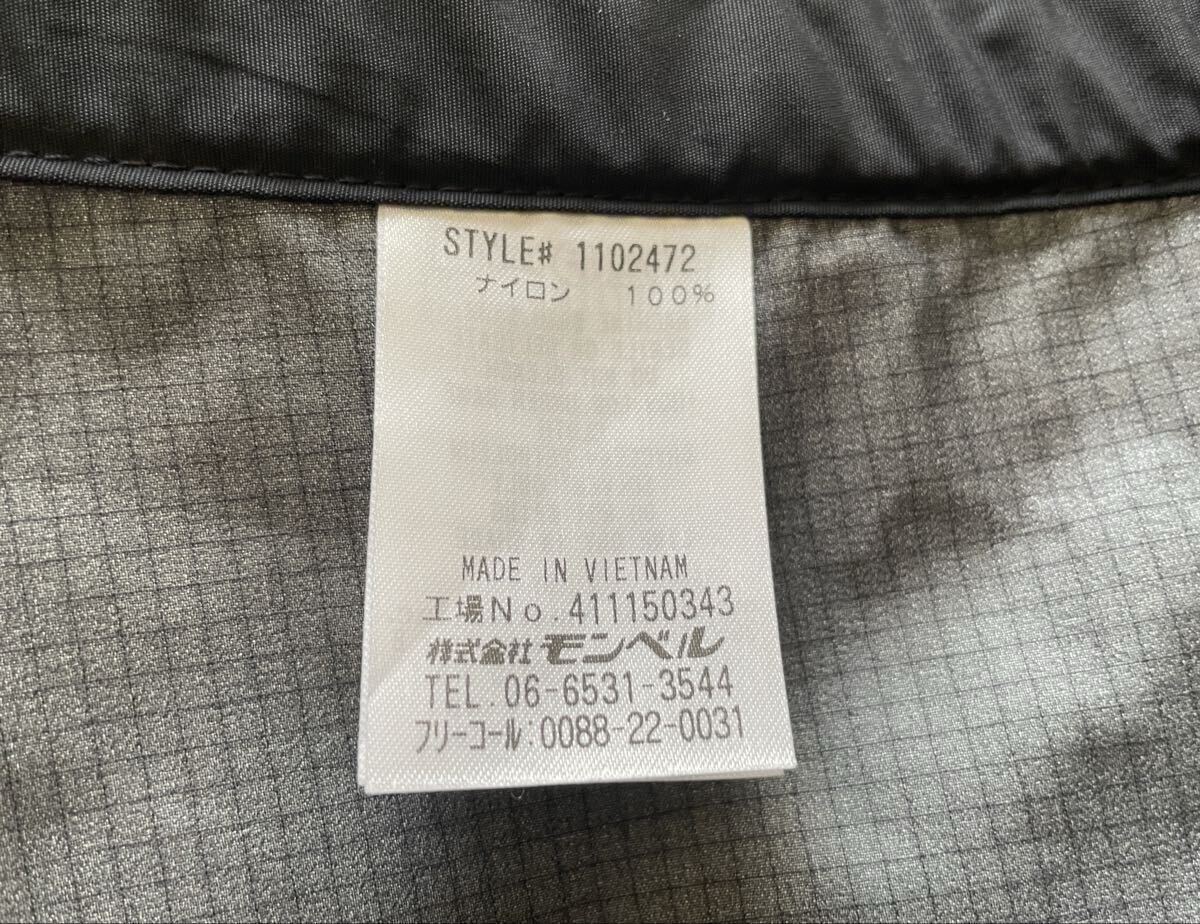 STYLE# 1102472
ナイロン 100%
MADE IN VIETNAM
工場No.411150343
株式会社モンベル
TEL.06-6531-3544
フリーコール:0088-22-0031